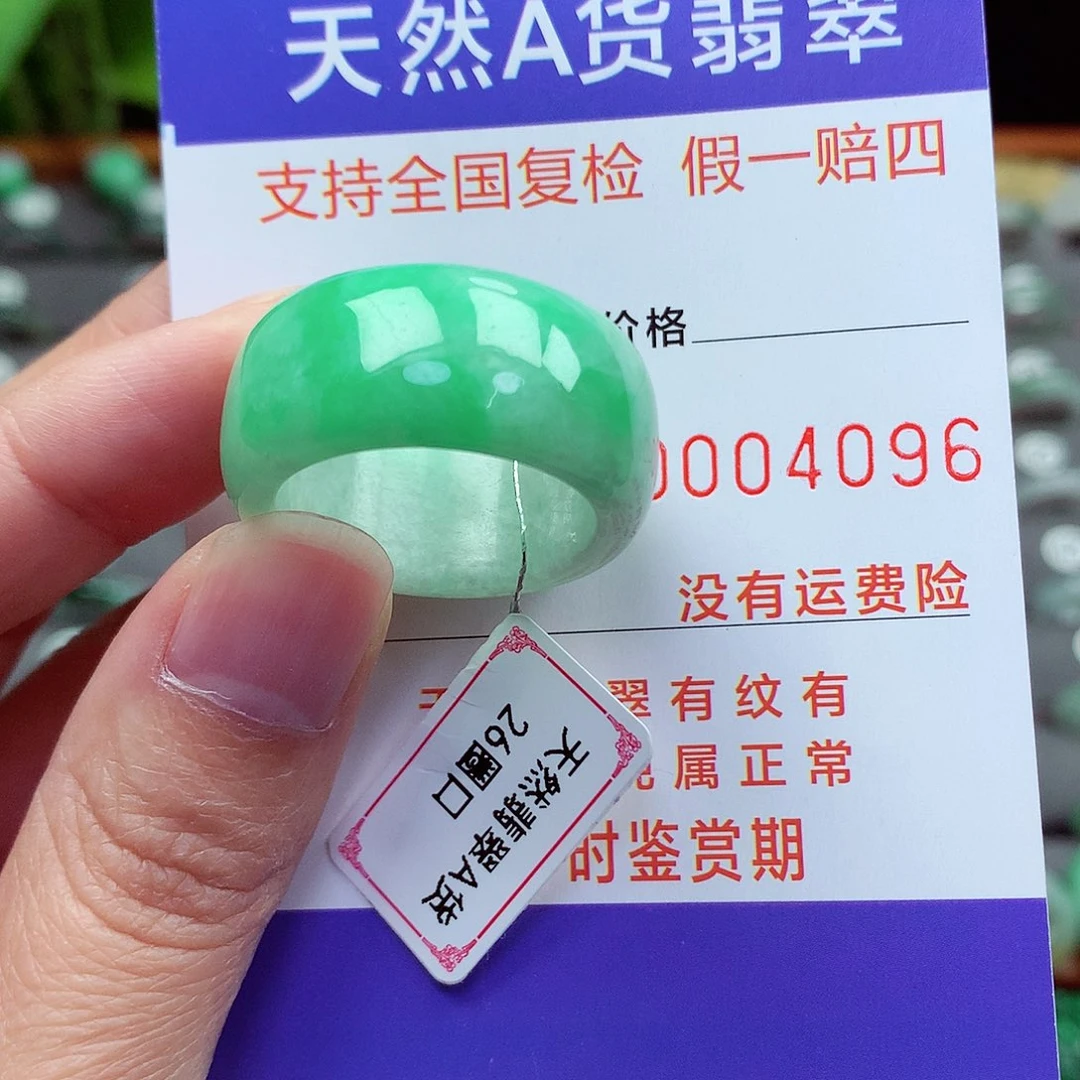 天然A货翡翠
支持全国复检 假一赔四
价格
0004096
没有运费险
翠有纹有
属正常
时鉴赏期
天然翡翠A货
26圈口